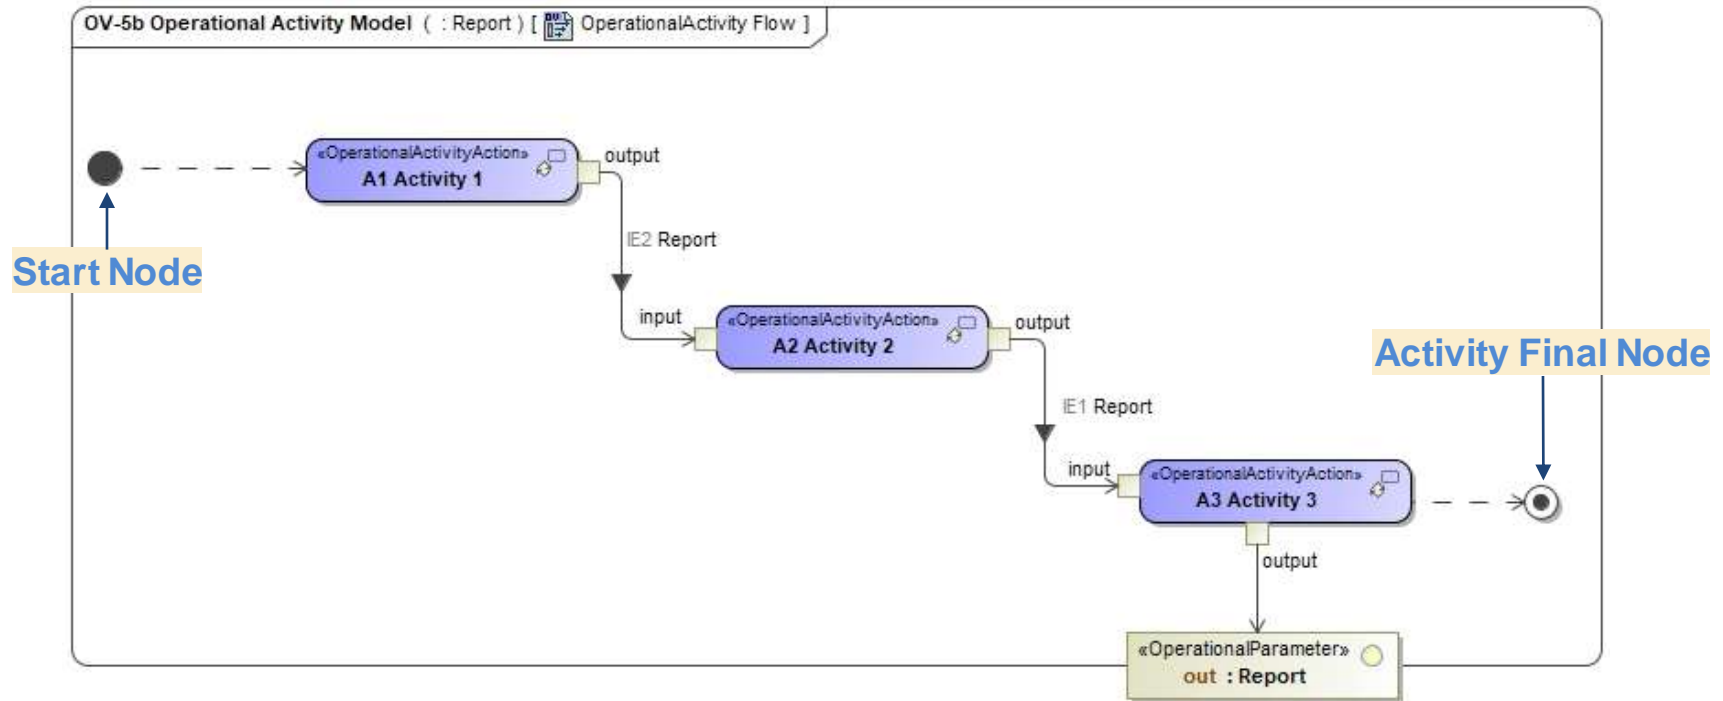 OV-5b Operational Activity Model ( : Report ) [ OperationalActivity Flow ]
«OperationalActivityAction»
A1 Activity 1
output
IE2 Report
Start Node
input
«OperationalActivityAction»
A2 Activity 2
output
Activity Final Node
IE1 Report
input
«OperationalActivityAction»
A3 Activity 3
output
«OperationalParameter»
out : Report